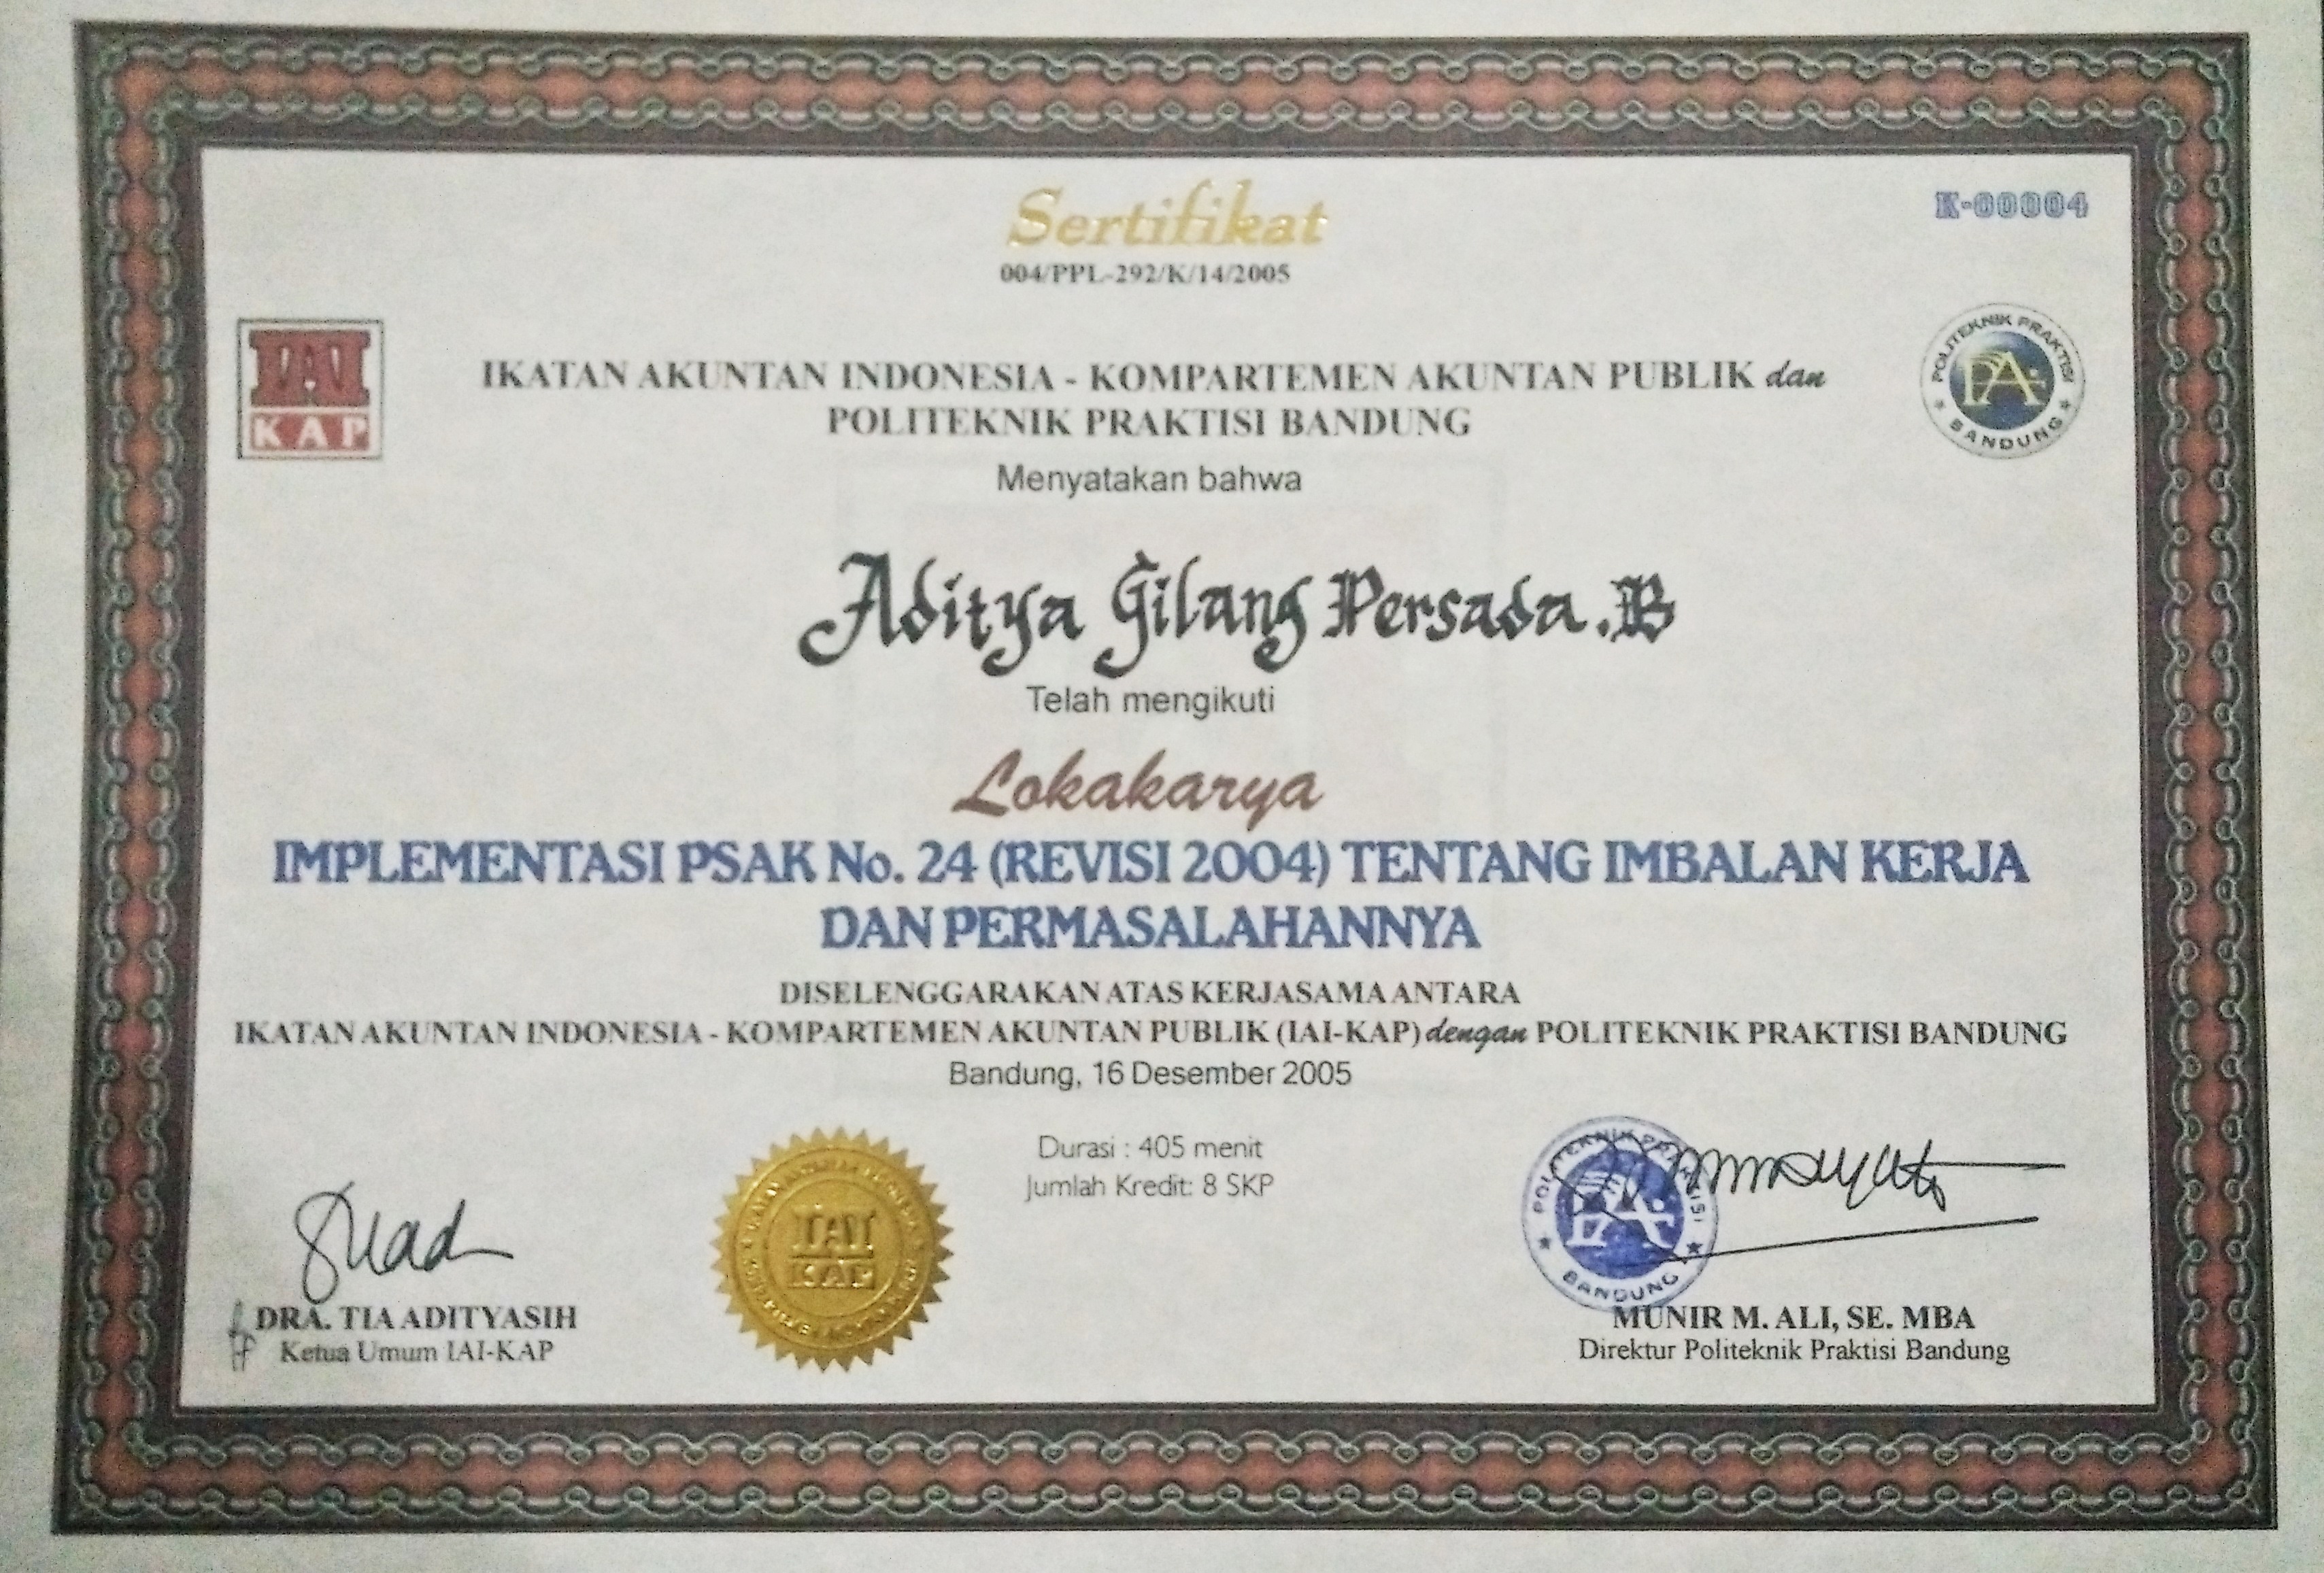 Sertifikat
K-00004
004/PPL-292/K/14/2005
IAI
KAP
POLITEKNIK PRAKTISI
PA
BANDUNG
IKATAN AKUNTAN INDONESIA - KOMPARTEMEN AKUNTAN PUBLIK dan
POLITEKNIK PRAKTISI BANDUNG
Menyatakan bahwa
Aditya Gilang Persada .B
Telah mengikuti
Lokakarya
IMPLEMENTASI PSAK No. 24 (REVISI 2004) TENTANG IMBALAN KERJA
DAN PERMASALAHANNYA
DISELENGGARAKAN ATAS KERJASAMA ANTARA
IKATAN AKUNTAN INDONESIA - KOMPARTEMEN AKUNTAN PUBLIK (IAI-KAP) dengan POLITEKNIK PRAKTISI BANDUNG
Bandung, 16 Desember 2005
Durasi : 405 menit
Jumlah Kredit: 8 SKP
IAI
KAP
POLITEKNIK PRAKTISI
BANDUNG
DRA. TIA ADITYASIH
Ketua Umum IAI-KAP
MUNIR M. ALI, SE. MBA
Direktur Politeknik Praktisi Bandung